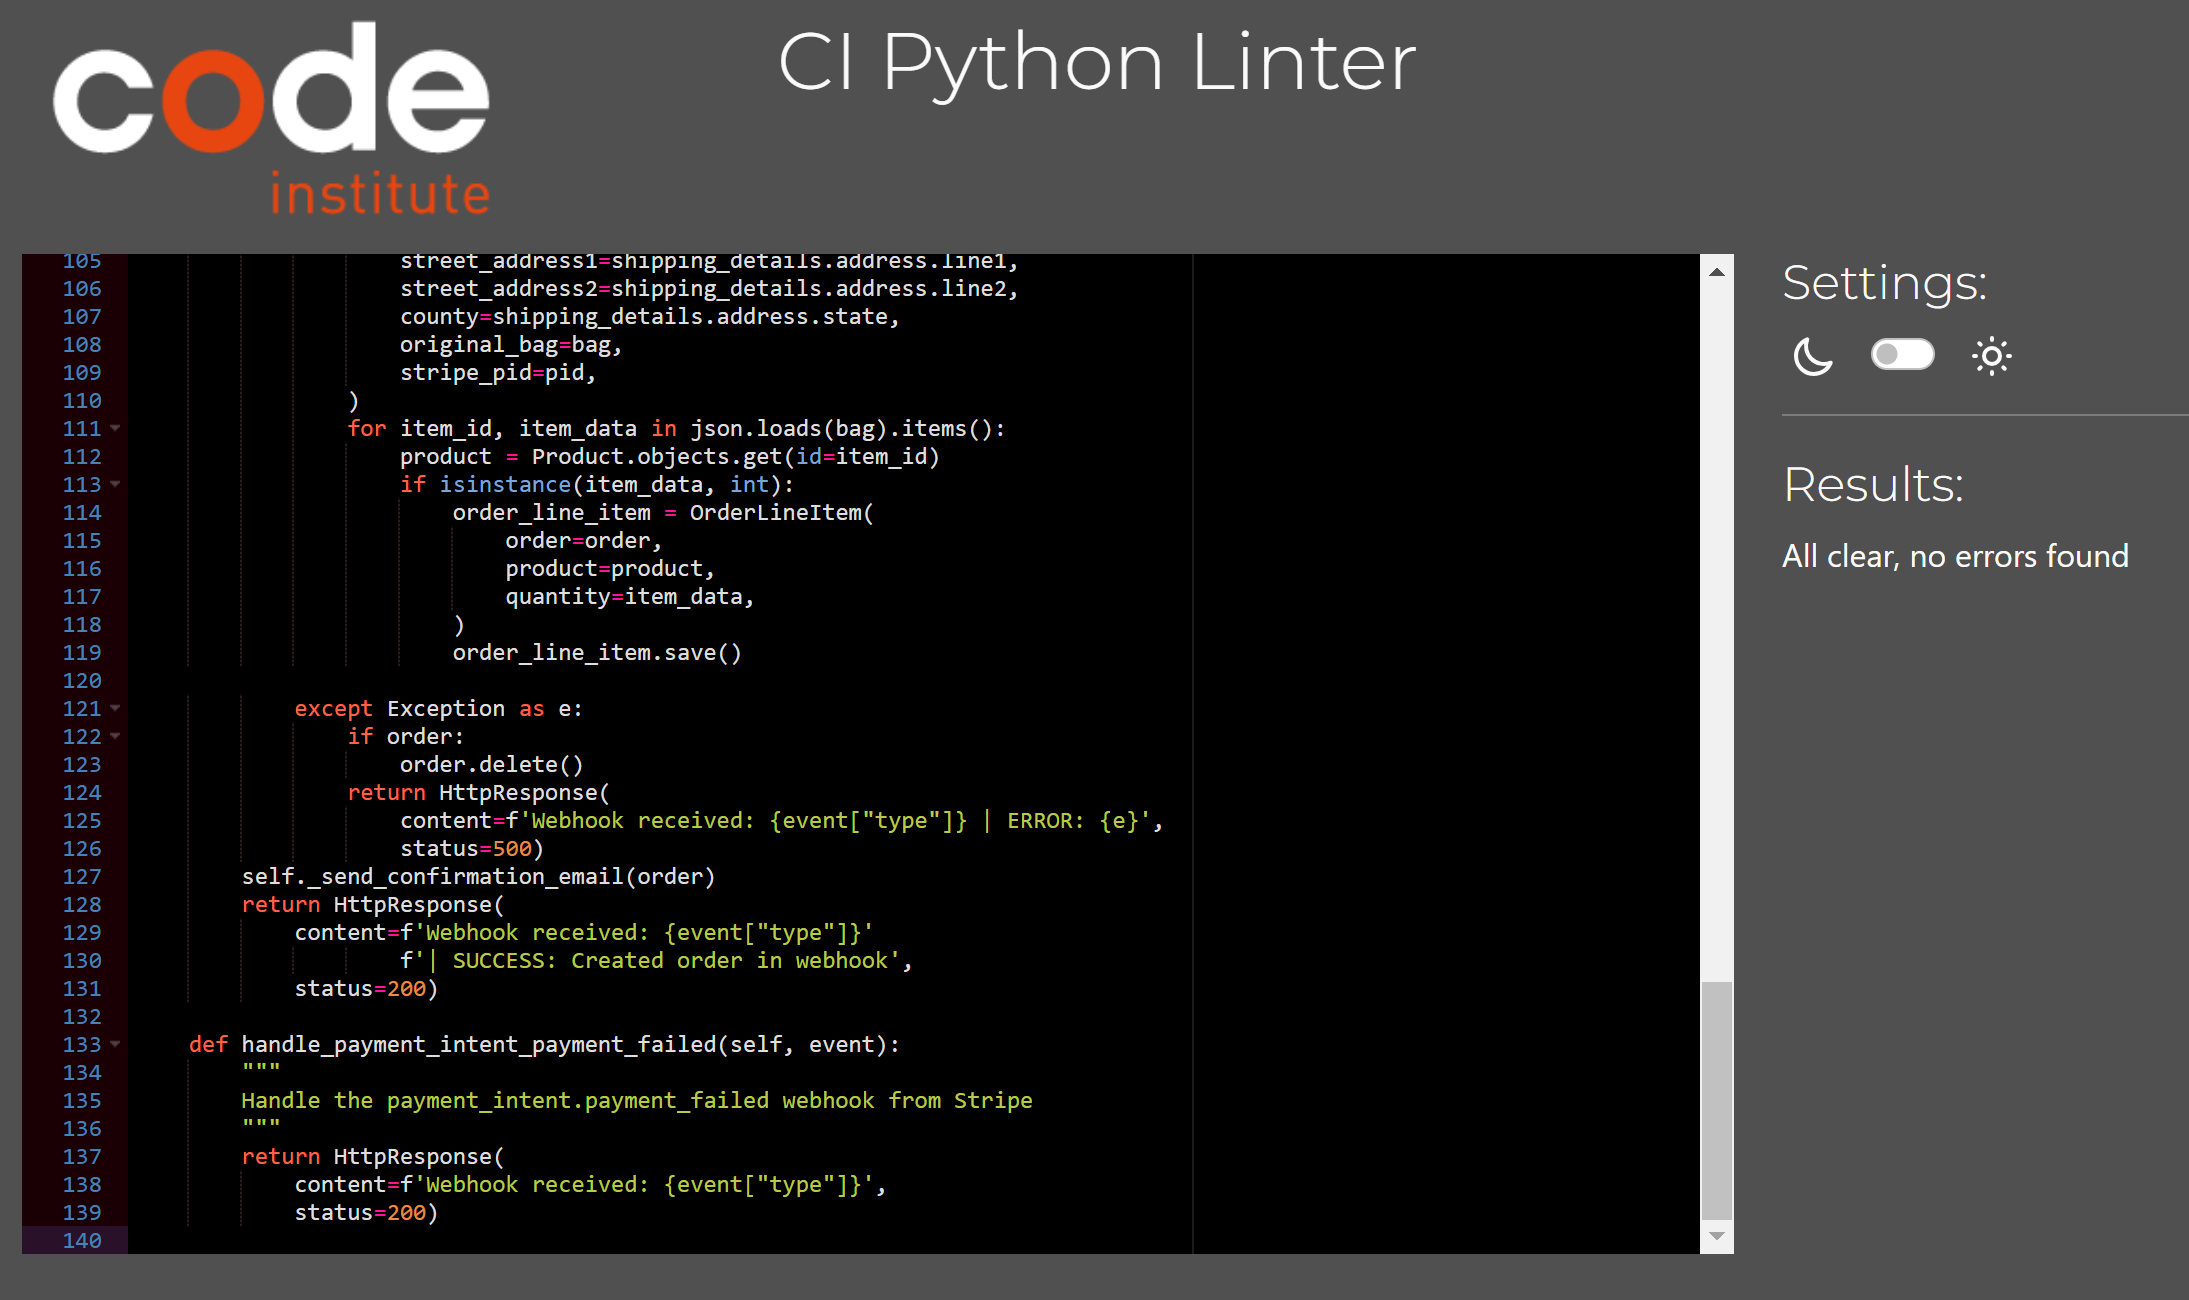 code
institute
CI Python Linter
105                     street_address1=shipping_details.address.line1,
106                     street_address2=shipping_details.address.line2,
107                     county=shipping_details.address.state,
108                     original_bag=bag,
109                     stripe_pid=pid,
110                 )
111                 for item_id, item_data in json.loads(bag).items():
112                     product = Product.objects.get(id=item_id)
113                     if isinstance(item_data, int):
114                         order_line_item = OrderLineItem(
115                             order=order,
116                             product=product,
117                             quantity=item_data,
118                         )
119                         order_line_item.save()
120
121             except Exception as e:
122                 if order:
123                     order.delete()
124                 return HttpResponse(
125                     content=f'Webhook received: {event["type"]} | ERROR: {e}',
126                     status=500)
127         self._send_confirmation_email(order)
128         return HttpResponse(
129             content=f'Webhook received: {event["type"]}'
130                     f'| SUCCESS: Created order in webhook',
131             status=200)
132
133     def handle_payment_intent_payment_failed(self, event):
134         """
135         Handle the payment_intent.payment_failed webhook from Stripe
136         """
137         return HttpResponse(
138             content=f'Webhook received: {event["type"]}',
139             status=200)
140
Settings:
Results:
All clear, no errors found